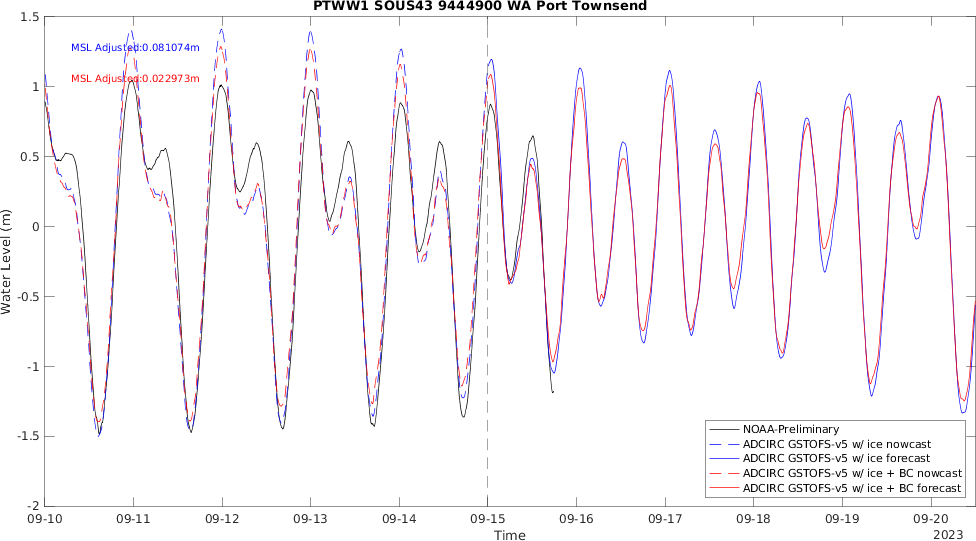 PTWW1 SOUS43 9444900 WA Port Townsend
MSL Adjusted:0.081074m
MSL Adjusted:0.022973m
Water Level (m)
1.5
1
0.5
0
-0.5
-1
-1.5
-2
NOAA-Preliminary
ADCIRC GSTOFS-v5 w/ ice nowcast
ADCIRC GSTOFS-v5 w/ ice forecast
ADCIRC GSTOFS-v5 w/ ice + BC nowcast
ADCIRC GSTOFS-v5 w/ ice + BC forecast
09-10 09-11 09-12 09-13 09-14 09-15 09-16 09-17 09-18 09-19 09-20
Time
2023